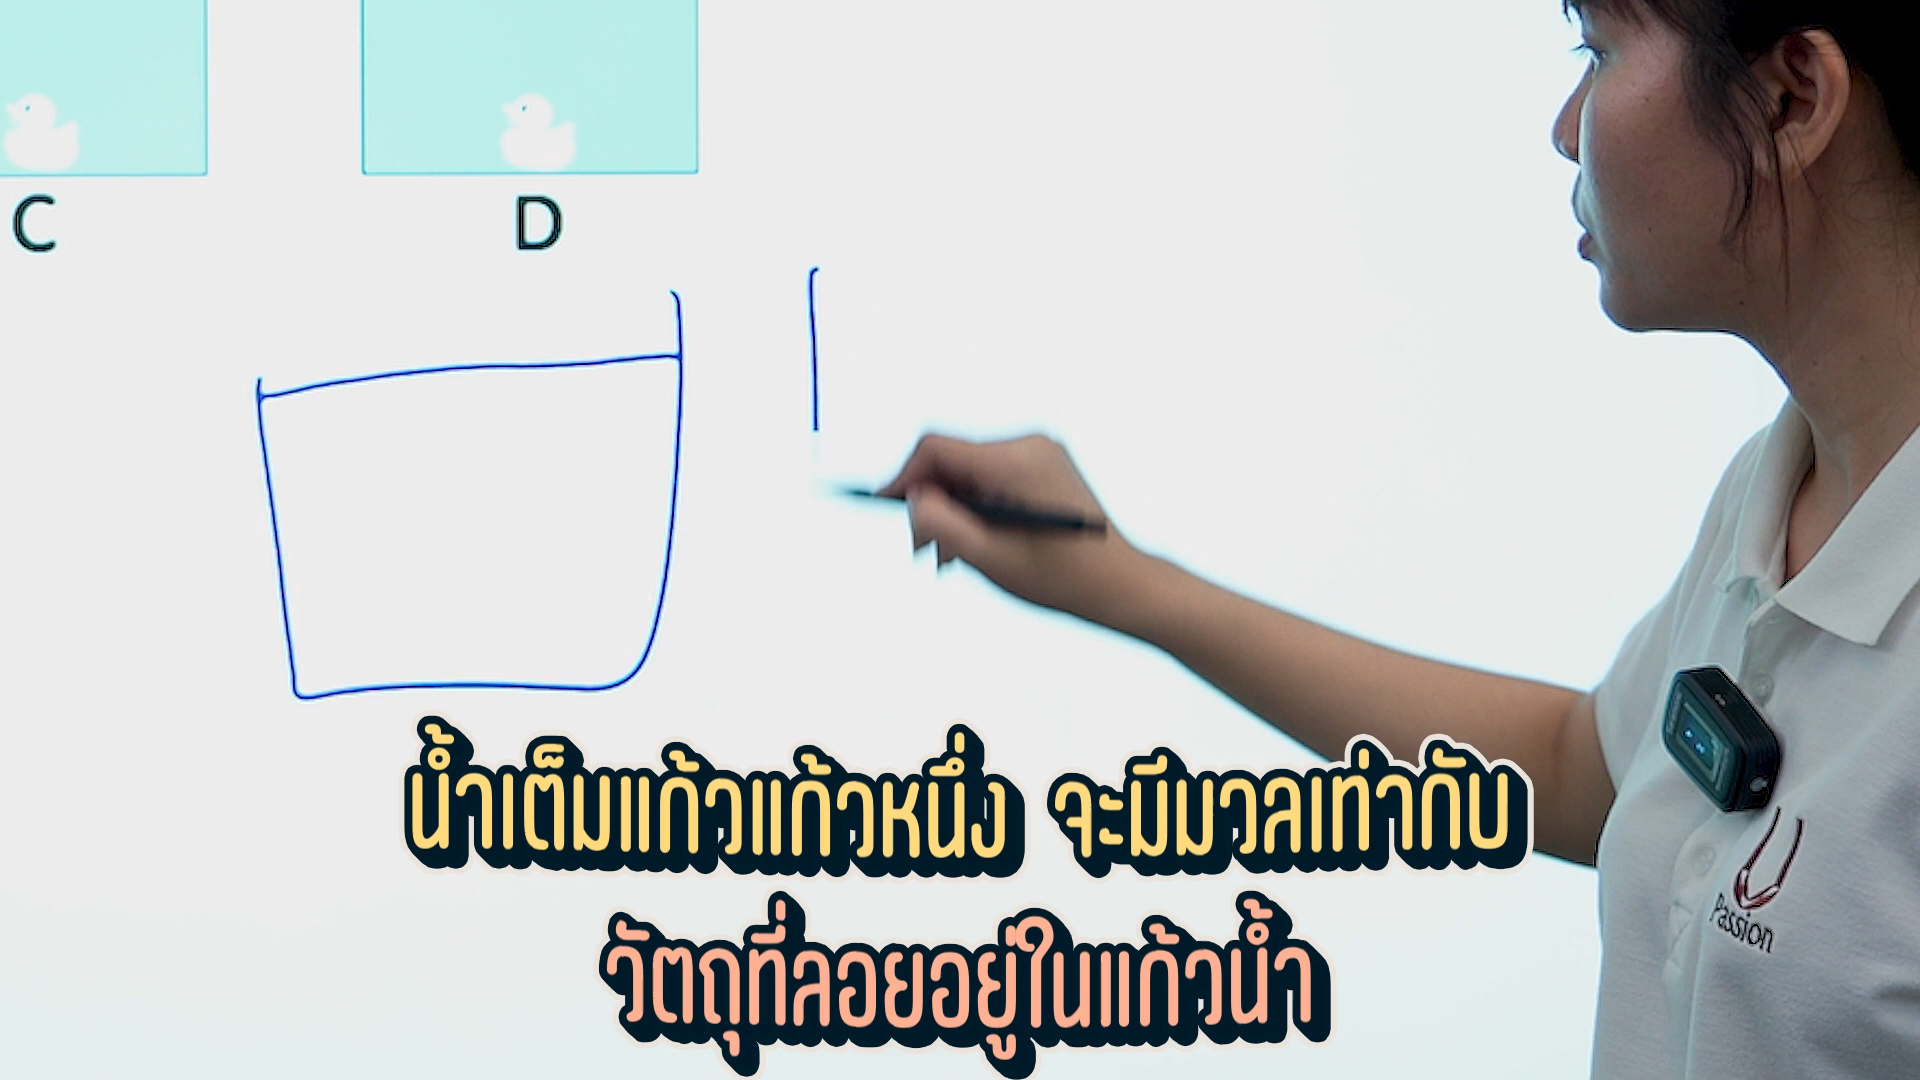 C
D
น้ำเต็มแก้วแก้วหนึ่ง จะมีมวลเท่ากับ
วัตถุที่ลอยอยู่ในแก้วน้ำ
Passion